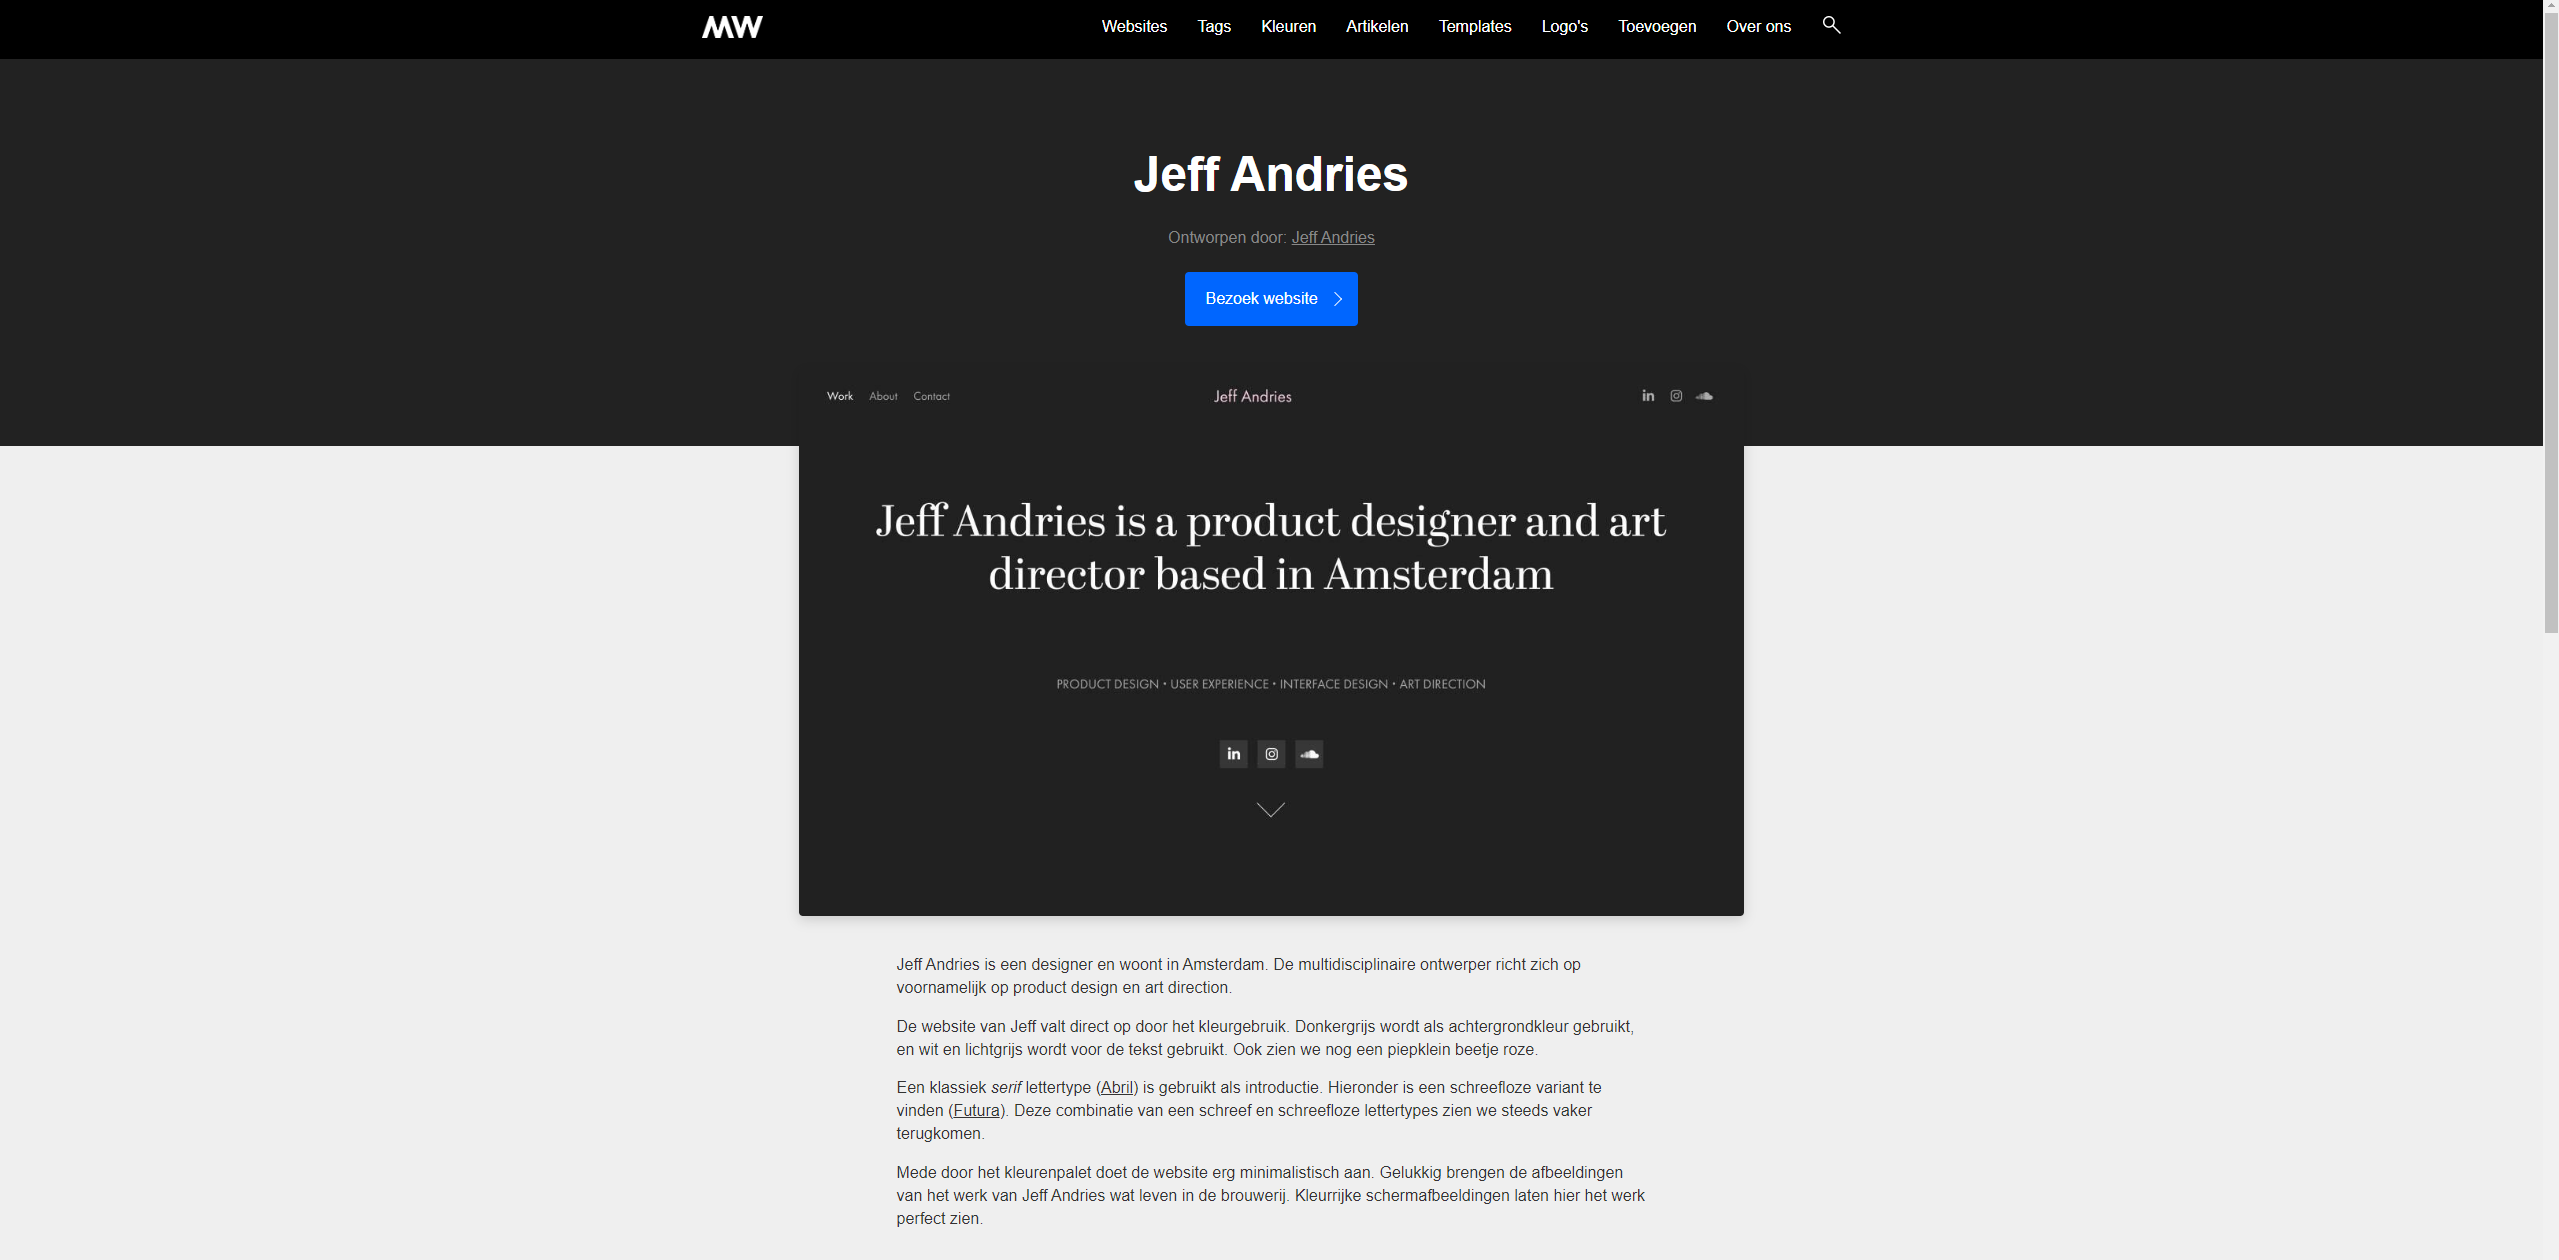 MW
Websites Tags Kleuren Artikelen Templates Logo's Toevoegen Over ons
Jeff Andries
Ontworpen door: Jeff Andries
Bezoek website
Work About Contact Jeff Andries in
Jeff Andries is a product designer and art
director based in Amsterdam
PRODUCT DESIGN • USER EXPERIENCE • INTERFACE DESIGN • ART DIRECTION
in
Jeff Andries is een designer en woont in Amsterdam. De multidisciplinaire ontwerper richt zich op
voornamelijk op product design en art direction.
De website van Jeff valt direct op door het kleurgebruik. Donkergrijs wordt als achtergrondkleur gebruikt,
en wit en lichtgrijs wordt voor de tekst gebruikt. Ook zien we nog een piepklein beetje roze.
Een klassiek serif lettertype (Abril) is gebruikt als introductie. Hieronder is een schreefloze variant te
vinden (Futura). Deze combinatie van een schreef en schreefloze lettertypes zien we steeds vaker
terugkomen.
Mede door het kleurenpalet doet de website erg minimalistisch aan. Gelukkig brengen de afbeeldingen
van het werk van Jeff Andries wat leven in de brouwerij. Kleurrijke schermafbeeldingen laten hier het werk
perfect zien.